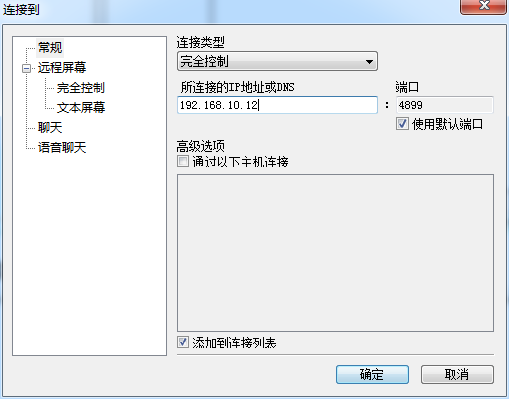 连接到
常规
远程屏幕
完全控制
文本屏幕
聊天
语音聊天
连接类型
完全控制
所连接的IP地址或DNS
端口
192.168.10.12
:
4899
使用默认端口
高级选项
通过以下主机连接
添加到连接列表
确定
取消